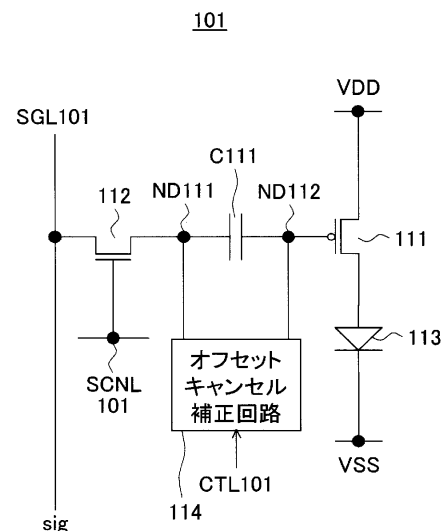 101
VDD
SGL101
C111
112
ND111
ND112
111
113
SCNL
101
オフセット
キャンセル
補正回路
VSS
CTL101
114
sig